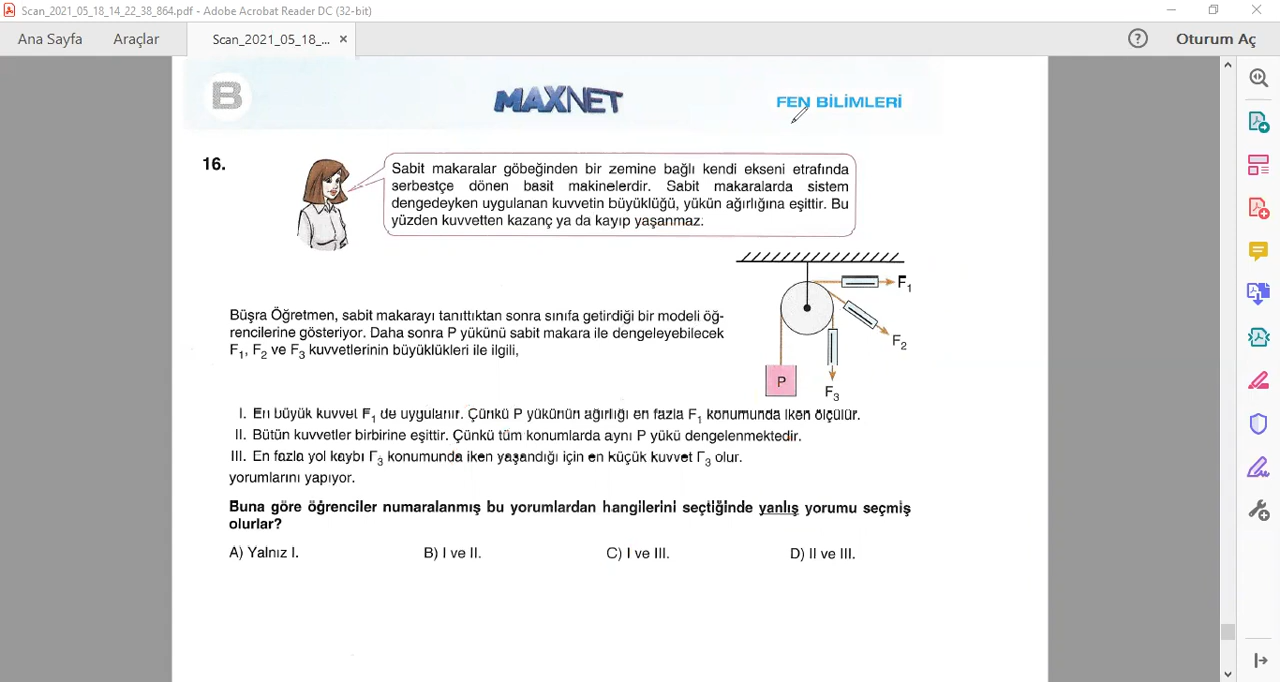 Scan_2021_05_18_14_22_38_864.pdf - Adobe Acrobat Reader DC (32-bit)
Ana Sayfa Araçlar Scan_2021_05_18_... × ? Oturum Aç
B MAXNET FEN BİLİMLERİ
16.
Sabit makaralar göbeğinden bir zemine bağlı kendi ekseni etrafında
serbestçe dönen basit makinelerdir. Sabit makaralarda sistem
dengedeyken uygulanan kuvvetin büyüklüğü, yükün ağırlığına eşittir. Bu
yüzden kuvvetten kazanç ya da kayıp yaşanmaz.
F₁
F₂
P
F₃
Büşra Öğretmen, sabit makarayı tanıttıktan sonra sınıfa getirdiği bir modeli öğ-
rencilerine gösteriyor. Daha sonra P yükünü sabit makara ile dengeleyebilecek
F₁, F₂ ve F₃ kuvvetlerinin büyüklükleri ile ilgili,
I. En büyük kuvvet F₁ de uygulanır. Çünkü P yükünün ağırlığı en fazla F₁ konumunda iken ölçülür.
II. Bütün kuvvetler birbirine eşittir. Çünkü tüm konumlarda aynı P yükü dengelenmektedir.
III. En fazla yol kaybı F₃ konumunda iken yaşandığı için en küçük kuvvet F₃ olur.
yorumlarını yapıyor.
Buna göre öğrenciler numaralanmış bu yorumlardan hangilerini seçtiğinde yanlış yorumu seçmiş
olurlar?
A) Yalnız I. B) I ve II. C) I ve III. D) II ve III.